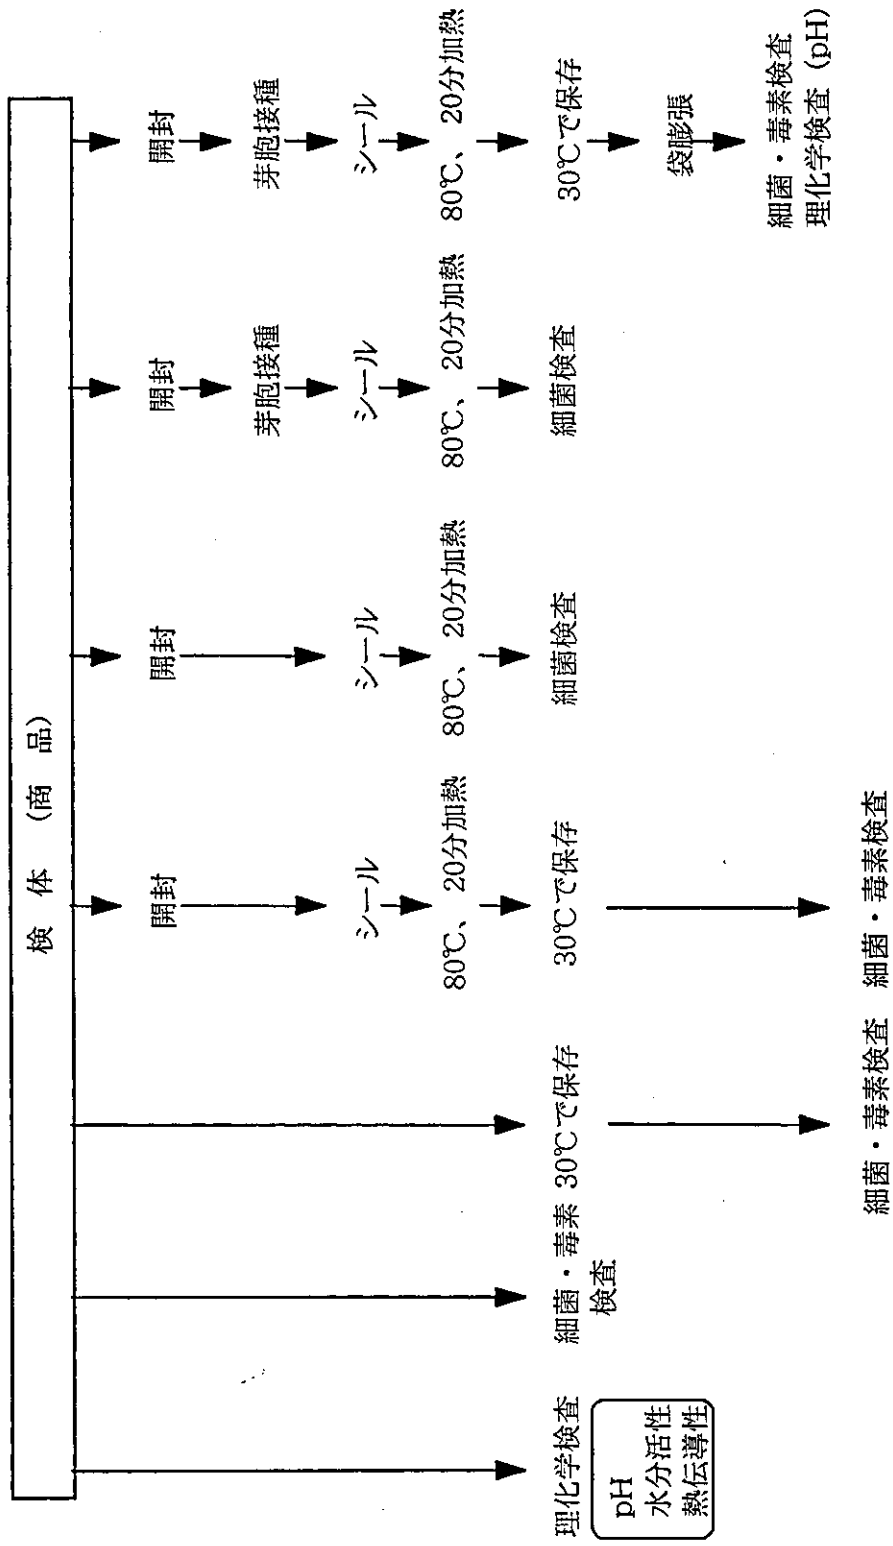 検体（商品）
理化学検査
pH
水分活性
熱伝導性
細菌・毒素
検査
30℃で保存
細菌・毒素検査
開封
シール
80℃、20分加熱
30℃で保存
細菌・毒素検査
開封
シール
80℃、20分加熱
細菌検査
開封
芽胞接種
シール
80℃、20分加熱
細菌検査
開封
芽胞接種
シール
80℃、20分加熱
30℃で保存
袋膨張
細菌・毒素検査
理化学検査（pH）